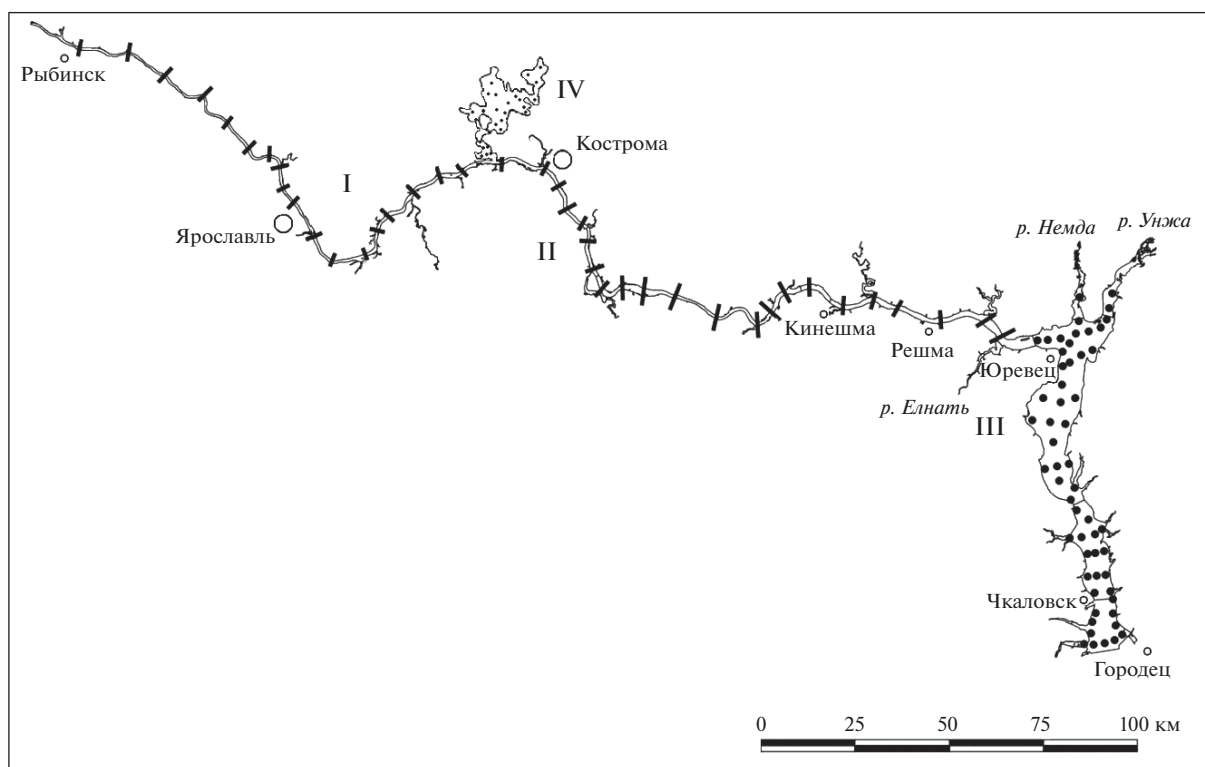 Рыбинск
IV
Кострома
I
Ярославль
II
р. Немда
р. Унжа
Кинешма
Решма
Юревец
р. Елнать
III
Чкаловск
Городец
0 25 50 75 100 км